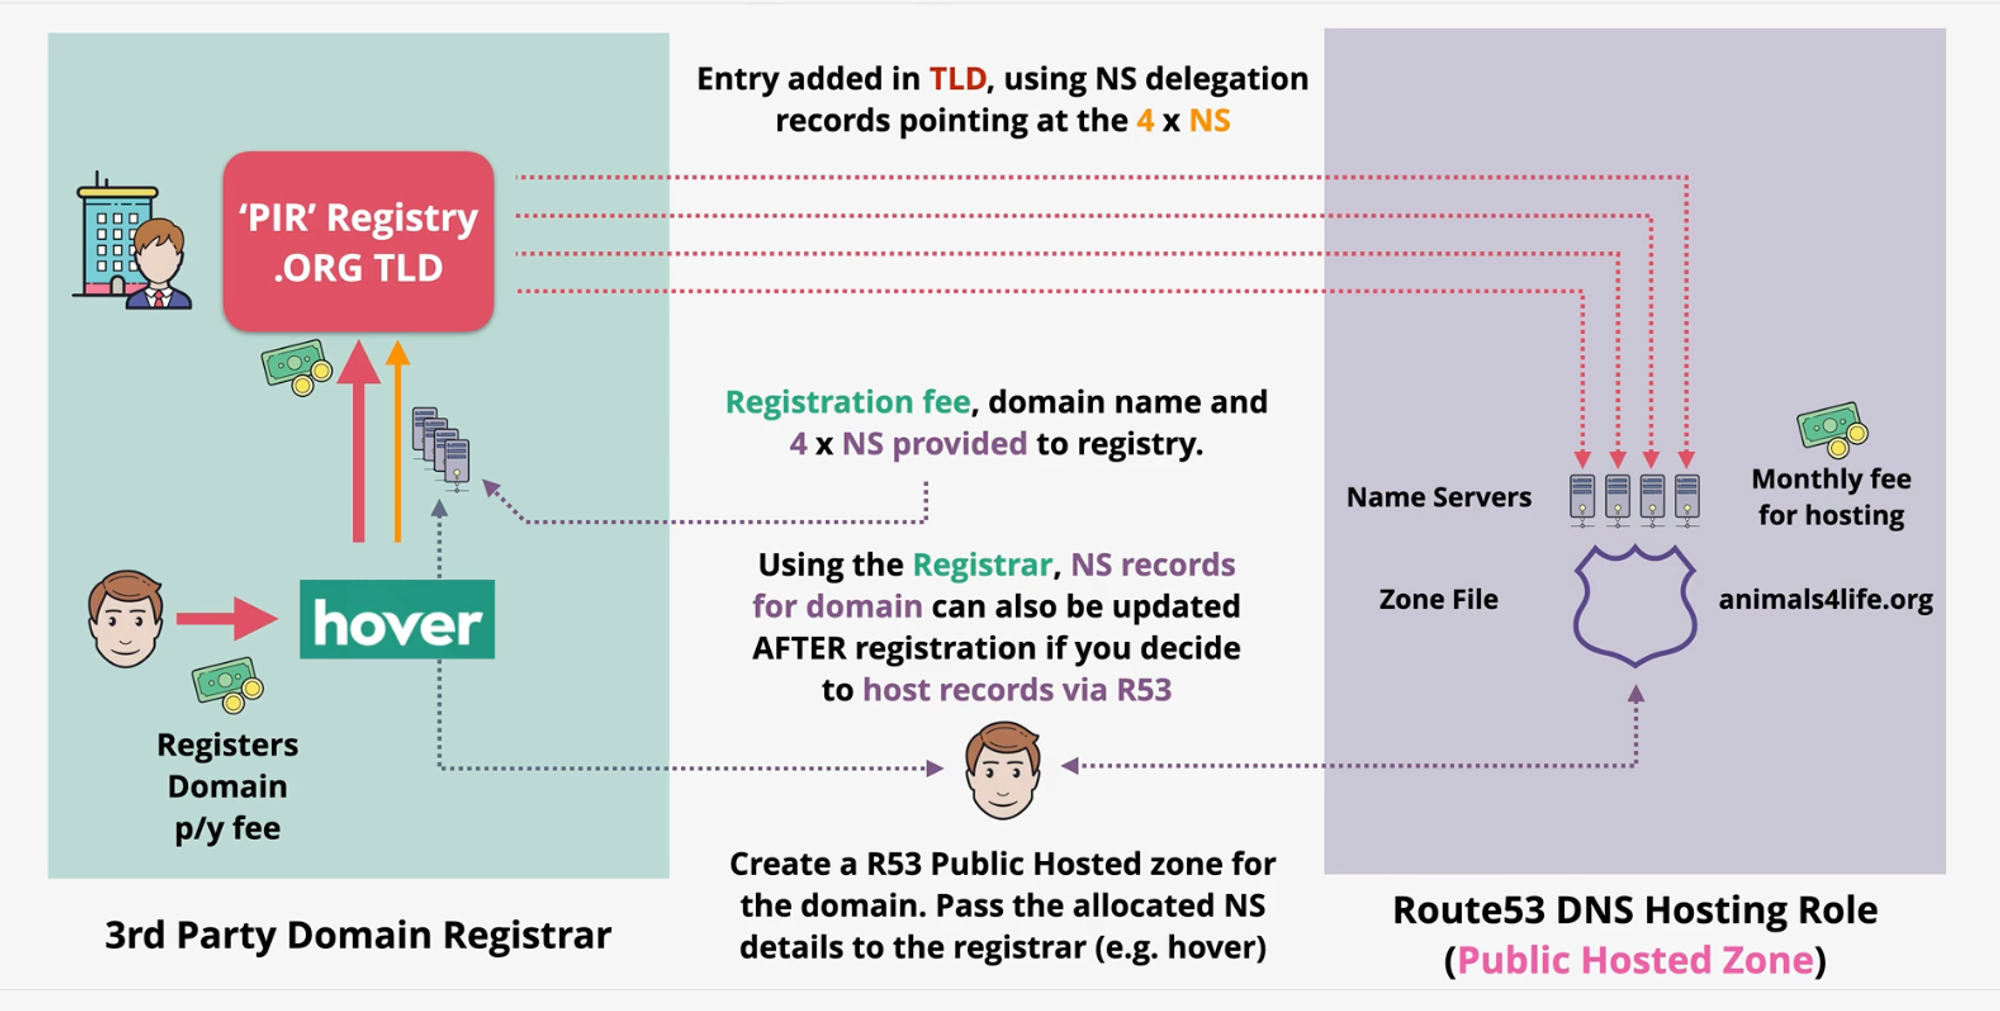 Entry added in TLD, using NS delegation
records pointing at the 4 x NS
‘PIR’ Registry
.ORG TLD
Registration fee, domain name and
4 x NS provided to registry.
Name Servers
Monthly fee
for hosting
Using the Registrar, NS records
for domain can also be updated
AFTER registration if you decide
to host records via R53
Zone File
animals4life.org
hover
Registers
Domain
p/y fee
Create a R53 Public Hosted zone for
the domain. Pass the allocated NS
details to the registrar (e.g. hover)
3rd Party Domain Registrar
Route53 DNS Hosting Role
(Public Hosted Zone)